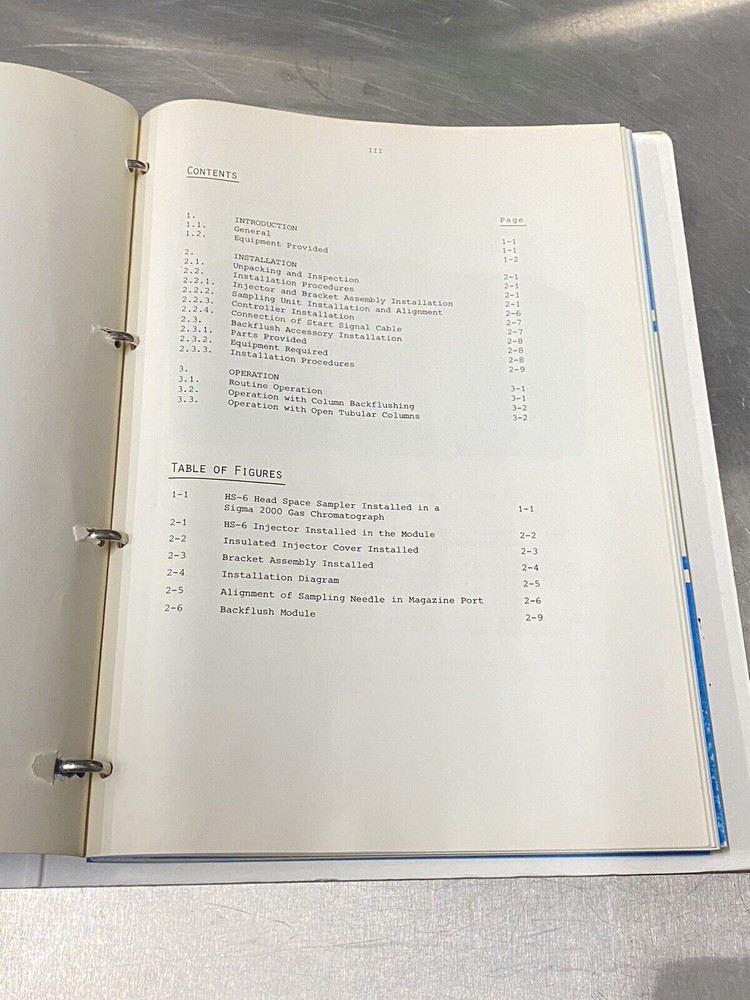 III
CONTENTS
Page
1. INTRODUCTION 1-1
1.1. General 1-1
1.2. Equipment Provided 1-2
2. INSTALLATION 2-1
2.1. Unpacking and Inspection 2-1
2.2. Installation Procedures 2-1
2.2.1. Injector and Bracket Assembly Installation 2-1
2.2.2. Sampling Unit Installation and Alignment 2-6
2.2.3. Controller Installation 2-7
2.2.4. Connection of Start Signal Cable 2-7
2.3. Backflush Accessory Installation 2-8
2.3.1. Parts Provided 2-8
2.3.2. Equipment Required 2-8
2.3.3. Installation Procedures 2-9
3. OPERATION 3-1
3.1. Routine Operation 3-1
3.2. Operation with Column Backflushing 3-2
3.3. Operation with Open Tubular Columns 3-2
TABLE OF FIGURES
1-1 HS-6 Head Space Sampler Installed in a
Sigma 2000 Gas Chromatograph 1-1
2-1 HS-6 Injector Installed in the Module 2-2
2-2 Insulated Injector Cover Installed 2-3
2-3 Bracket Assembly Installed 2-4
2-4 Installation Diagram 2-5
2-5 Alignment of Sampling Needle in Magazine Port 2-6
2-6 Backflush Module 2-9